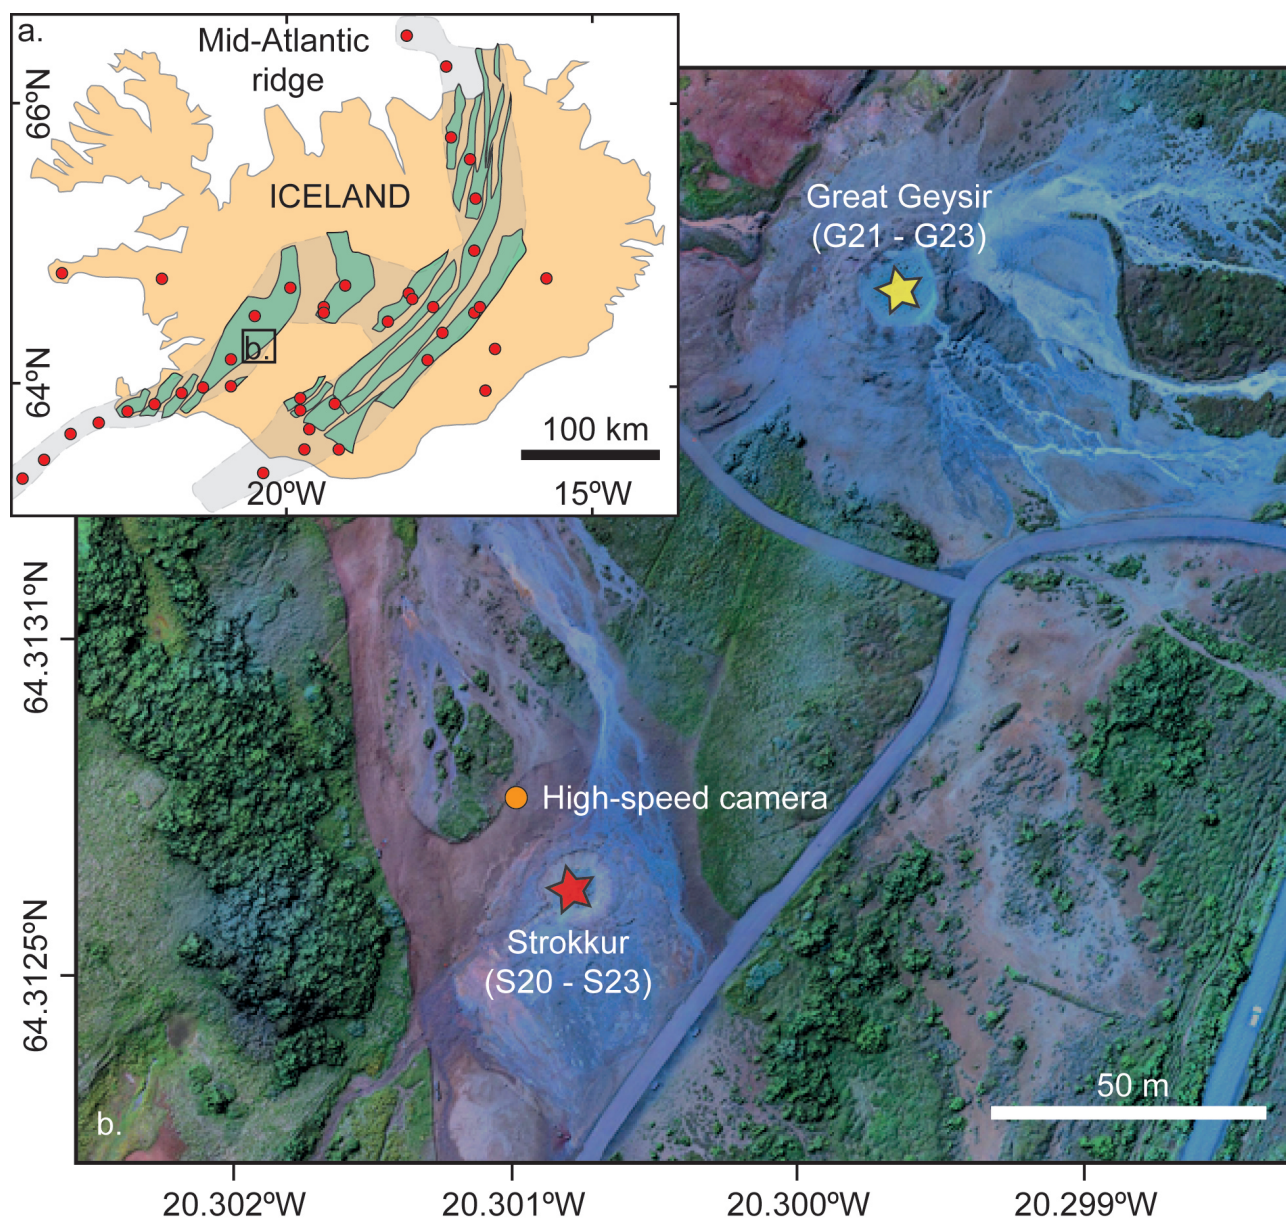 a.
Mid-Atlantic
ridge
66ºN
ICELAND
b.
64ºN
100 km
20ºW
15ºW
Great Geysir
(G21 - G23)
64.3131ºN
High-speed camera
Strokkur
(S20 - S23)
64.3125ºN
50 m
b.
20.302ºW
20.301ºW
20.300ºW
20.299ºW